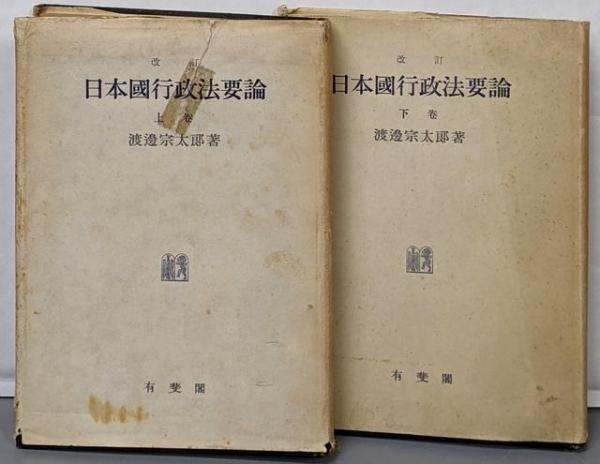 改訂
日本國行政法要論
上卷
渡邊宗太郎著
有斐閣
改訂
日本國行政法要論
下卷
渡邊宗太郎著
有斐閣